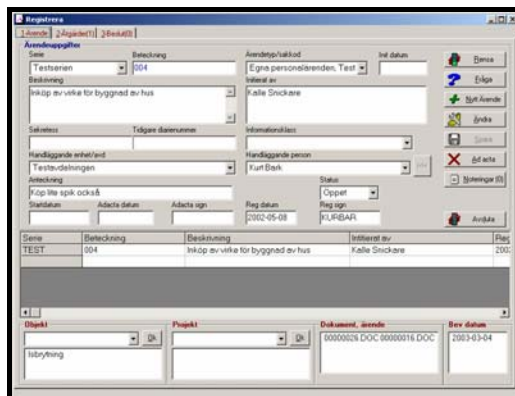 Registrera
1-Ärende 2-Åtgärder(1) 3-Beslut(0)
Ärendeuppgifter
Serie Beteckning Ärendetyp/sakkod Inf datum
Testserien 004 Egna personalärenden, Test
Rensa
Beskrivning Intitierat av
Fråga
Inköp av virke för byggnad av hus Kalle Snickare
Nytt Ärende
Ändra
Sekretess Tidigare diarienummer Informationsklass
Spara
Handläggande enhet/avd Handläggande person
Testavdelningen Kurt Bark
Ad acta
Anteckning Status
Noteringar (0)
Köp lite spik också Öppet
Startdatum Adacta datum Adacta sign Reg datum Reg sign
2002-05-08 KURBAR
Avsluta
Serie Beteckning Beskrivning Intitierat av Reg
TEST 004 Inköp av virke för byggnad av hus Kalle Snickare 2002
Objekt Projekt Dokument, ärende Bev datum
Ok Ok 00000026.DOC 00000016.DOC 2003-03-04
Isbrytning